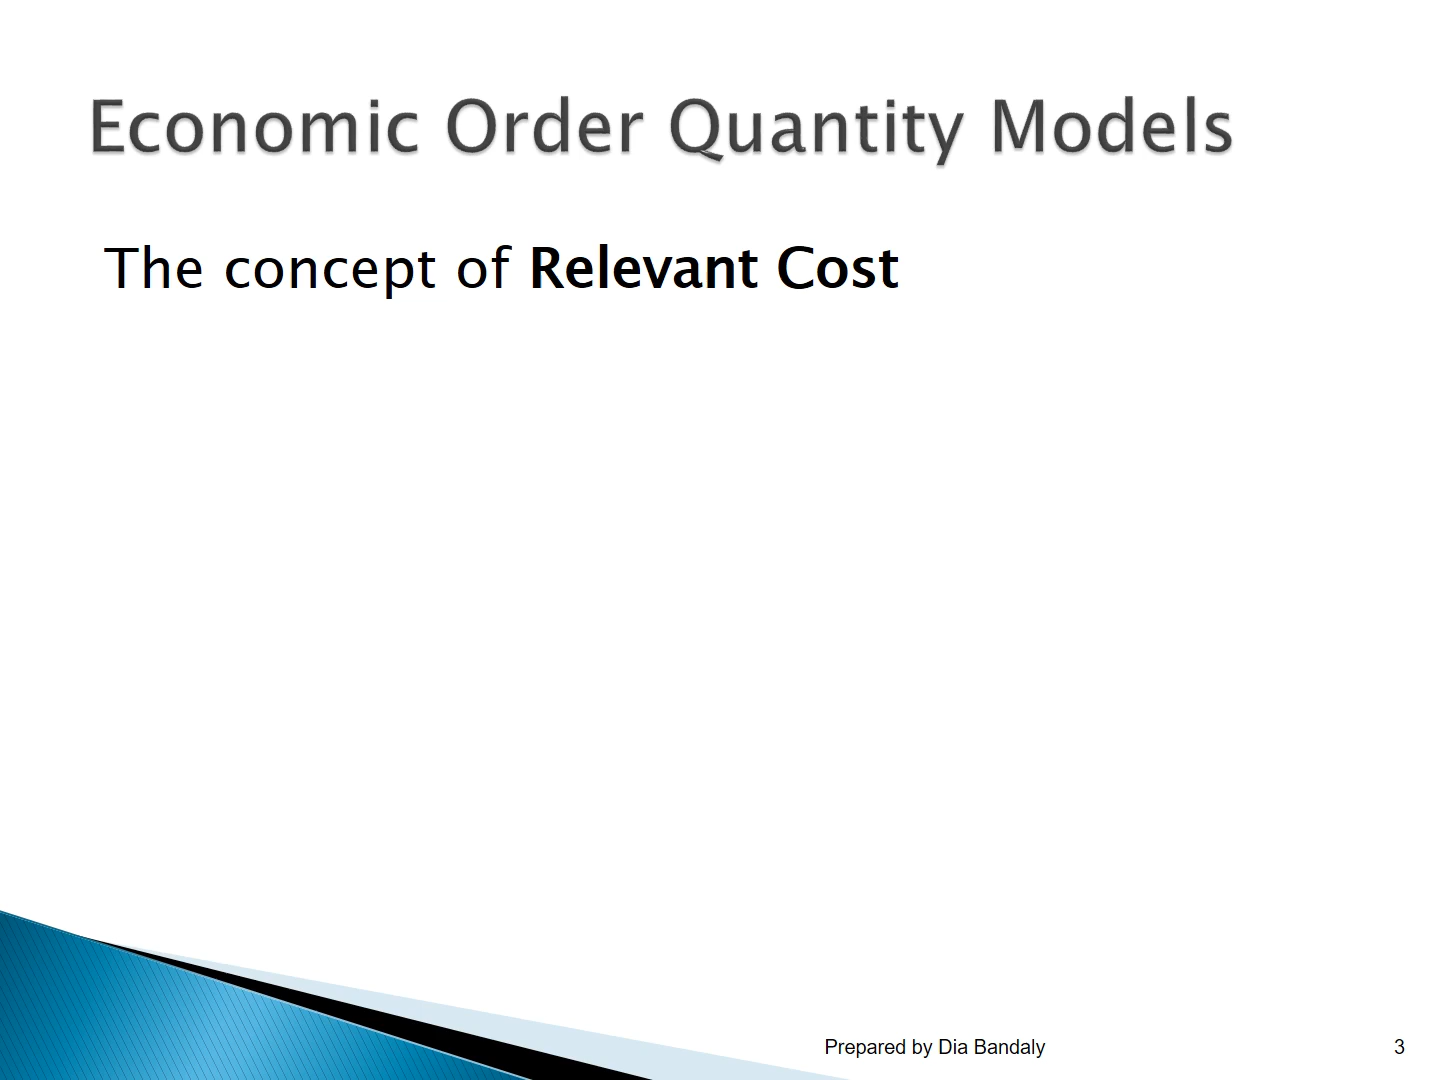 Economic Order Quantity Models
The concept of Relevant Cost
Prepared by Dia Bandaly
3